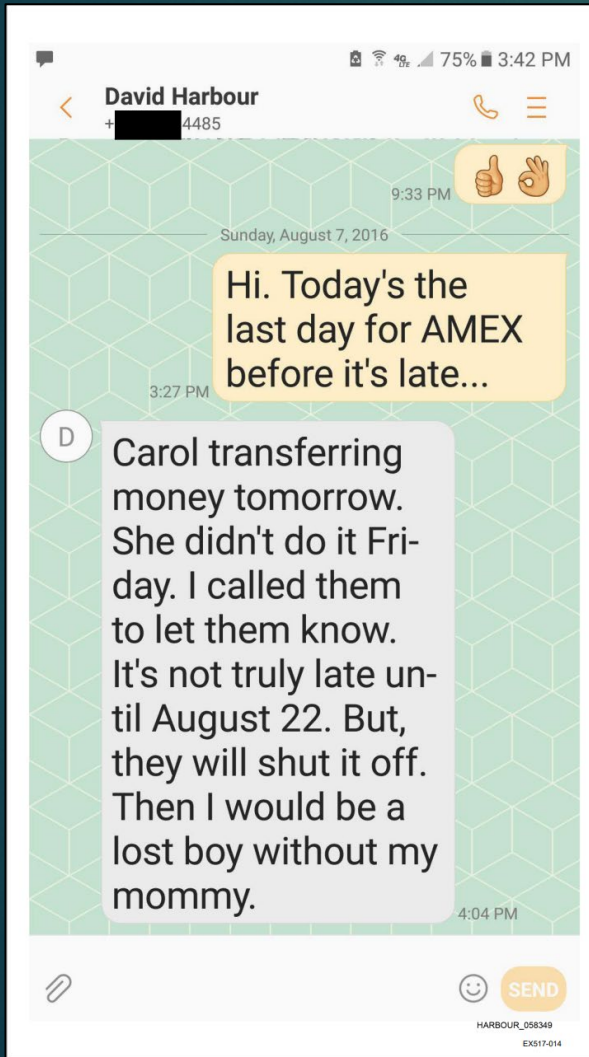 4G LTE 75% 3:42 PM
David Harbour
+ 4485
9:33 PM
Sunday, August 7, 2016
Hi. Today's the
last day for AMEX
before it's late...
3:27 PM
D
Carol transferring
money tomorrow.
She didn't do it Fri-
day. I called them
to let them know.
It's not truly late un-
til August 22. But,
they will shut it off.
Then I would be a
lost boy without my
mommy.
4:04 PM
SEND
HARBOUR_058349
EX517-014